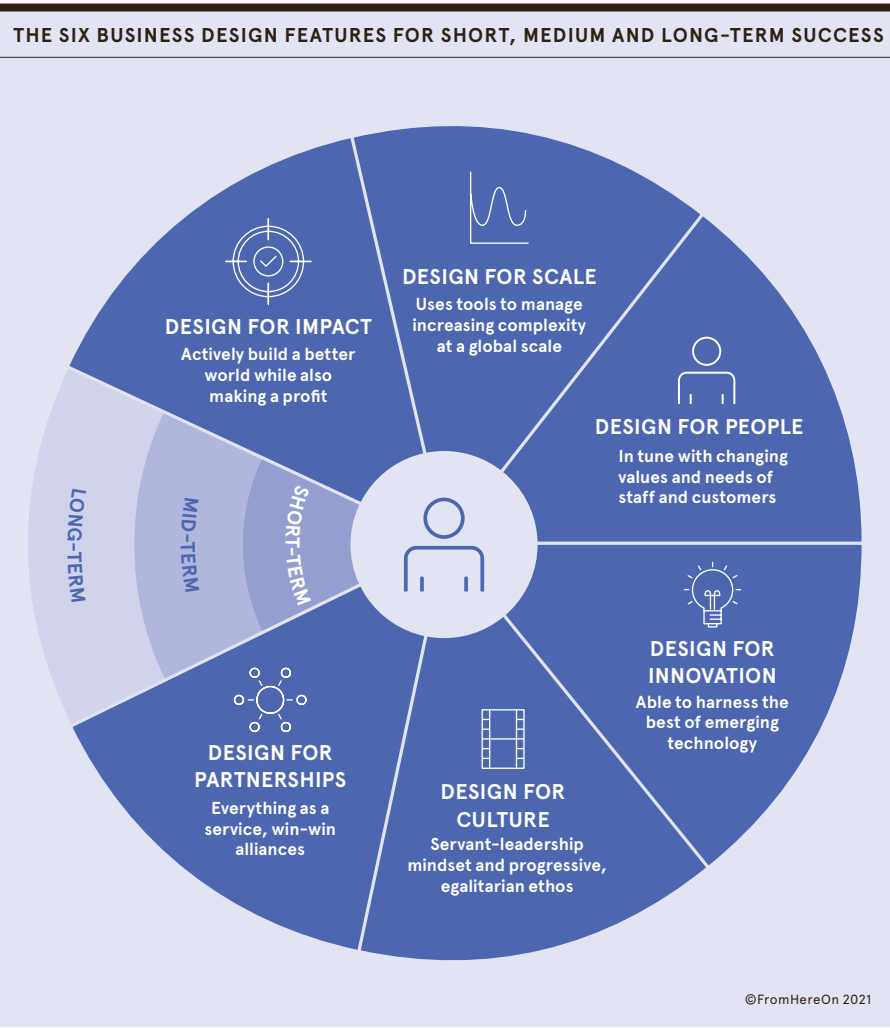 THE SIX BUSINESS DESIGN FEATURES FOR SHORT, MEDIUM AND LONG-TERM SUCCESS
DESIGN FOR IMPACT
Actively build a better
world while also
making a profit
DESIGN FOR SCALE
Uses tools to manage
increasing complexity
at a global scale
DESIGN FOR PEOPLE
In tune with changing
values and needs of
staff and customers
DESIGN FOR
INNOVATION
Able to harness the
best of emerging
technology
DESIGN FOR
CULTURE
Servant-leadership
mindset and progressive,
egalitarian ethos
DESIGN FOR
PARTNERSHIPS
Everything as a
service, win-win
alliances
LONG-TERM
MID-TERM
SHORT-TERM
©FromHereOn 2021